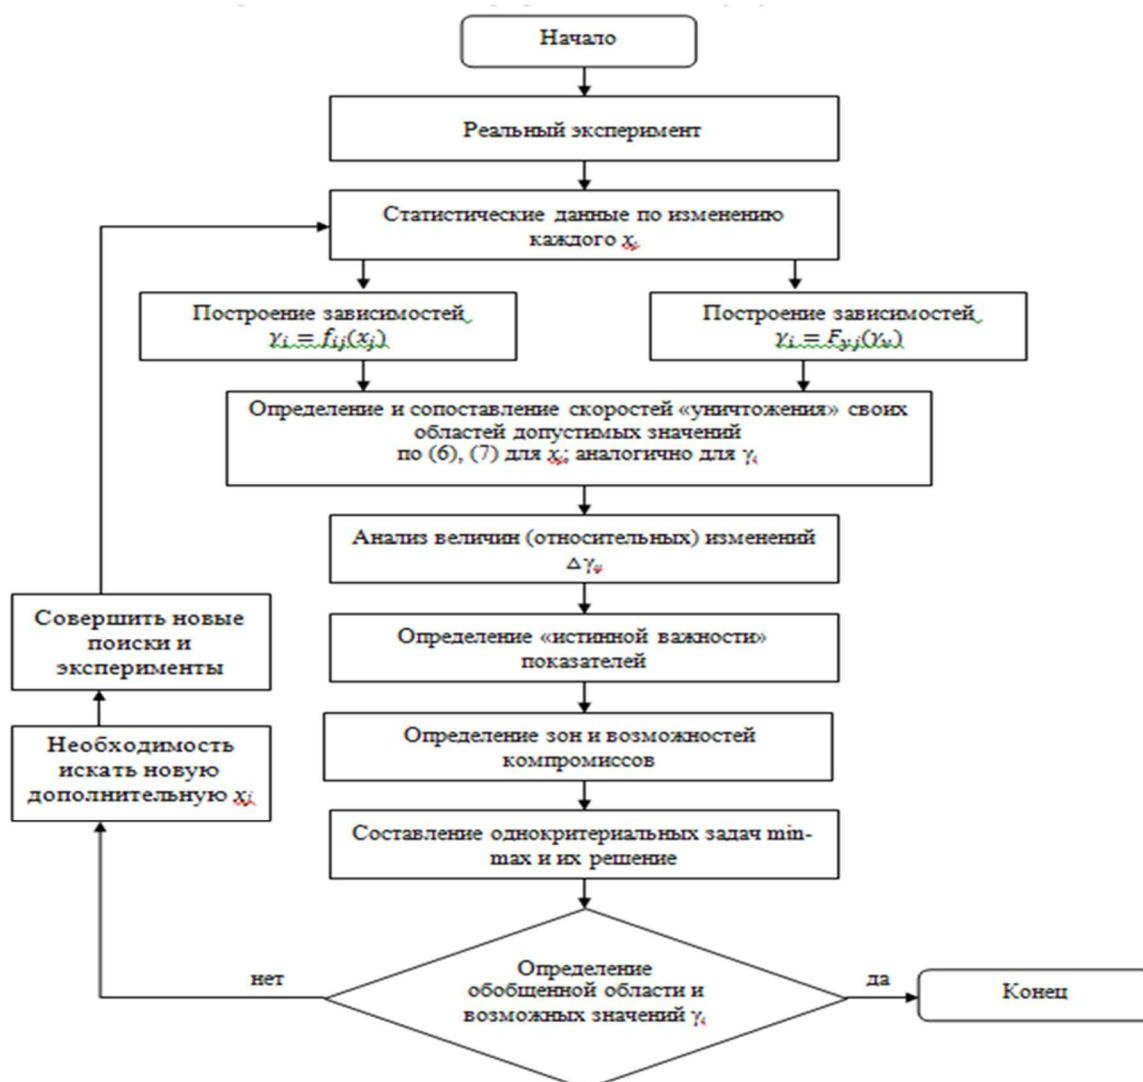 Начало
Реальный эксперимент
Статистические данные по изменению
каждого xⱼ
Построение зависимостей
γᵢ = fᵢⱼ(xⱼ)
Построение зависимостей
γᵢ = Fᵧⱼ(γᵥ)
Определение и сопоставление скоростей «уничтожения» своих
областей допустимых значений
по (6), (7) для xᵢ; аналогично для γᵢ
Анализ величин (относительных) изменений
Δγᵢⱼ
Определение «истинной важности»
показателей
Определение зон и возможностей
компромиссов
Составление однокритериальных задач min-
max и их решение
Определение
обобщенной области и
возможных значений γᵢ
нет
да
Конец
Необходимость
искать новую
дополнительную xⱼ
Совершить новые
поиски и
эксперименты